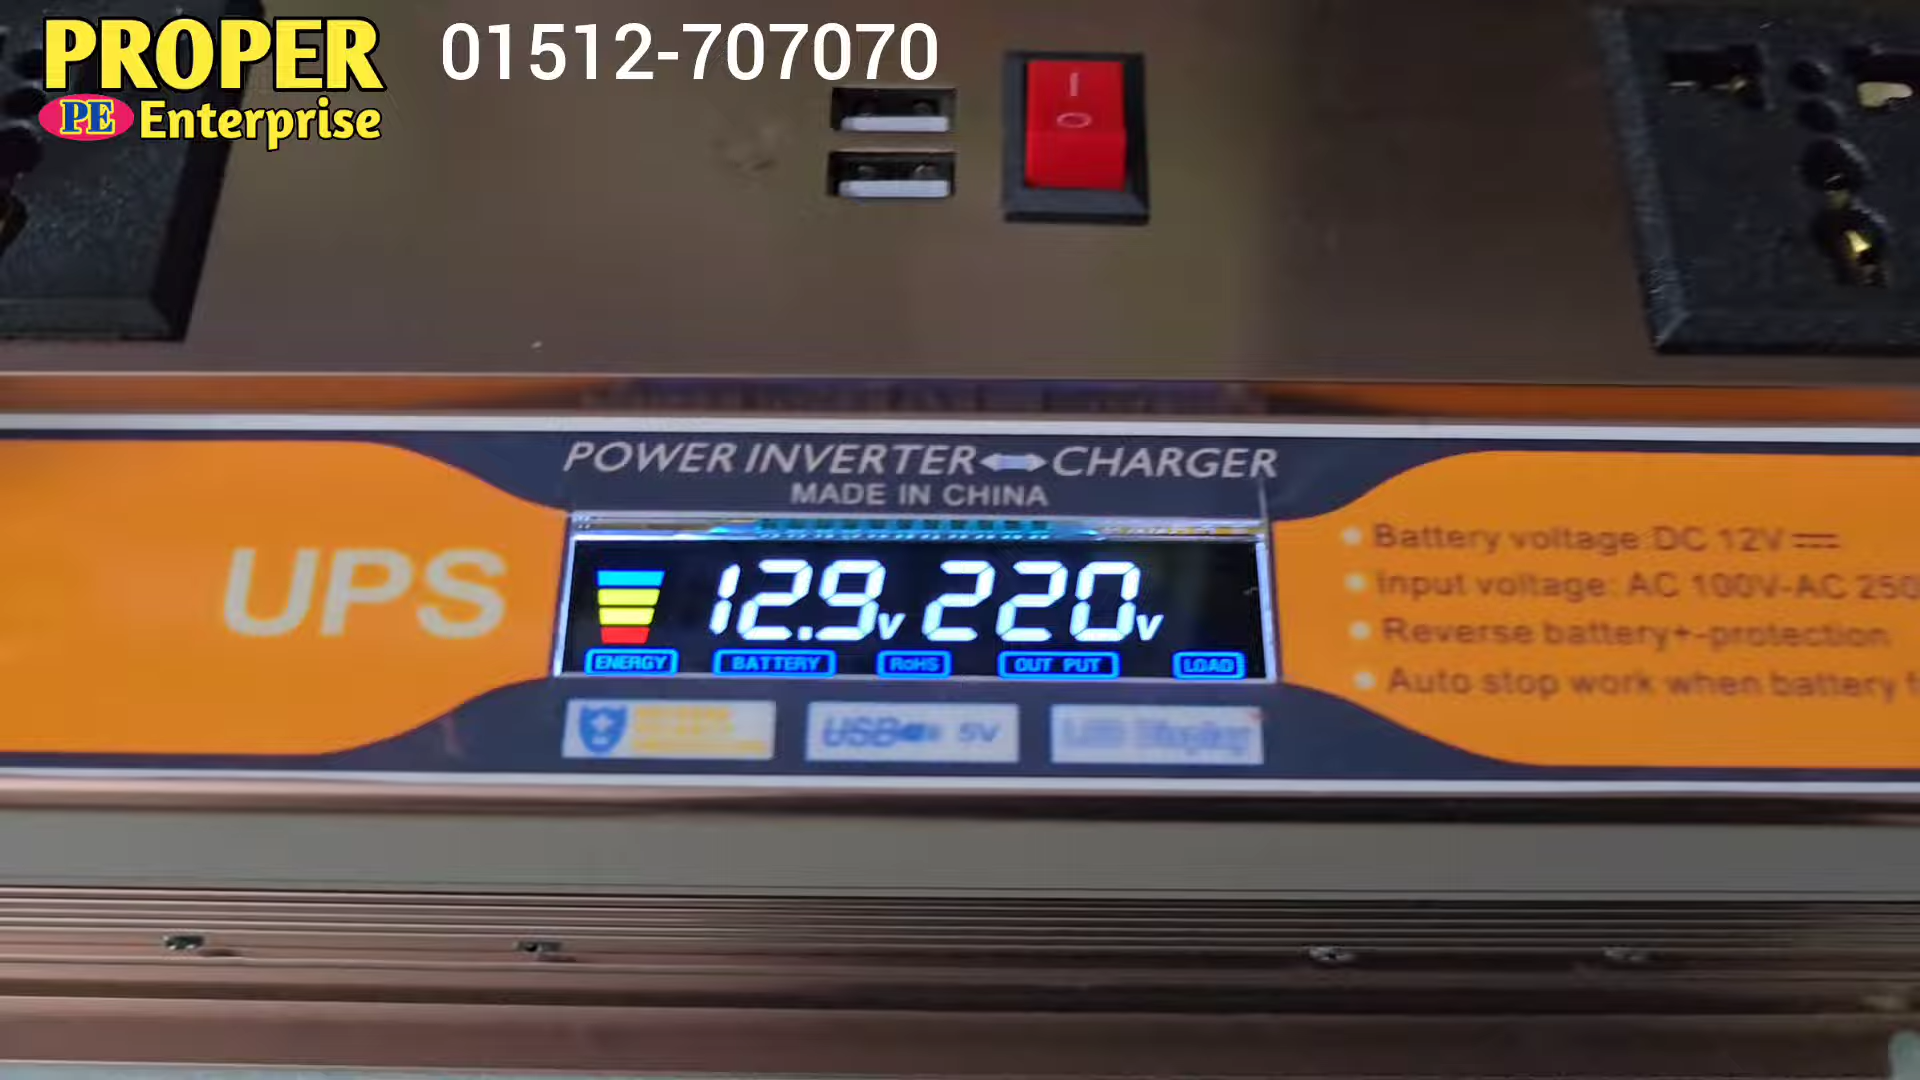 PROPER
PE Enterprise
01512-707070
POWER INVERTER CHARGER
MADE IN CHINA
UPS
12.9v 220v
ENERGY BATTERY RoHS OUT PUT LOAD
USB 5V
LCD Display
Battery voltage: DC 12V
Input voltage: AC 100V-AC 250
Reverse battery+-protection
Auto stop work when battery